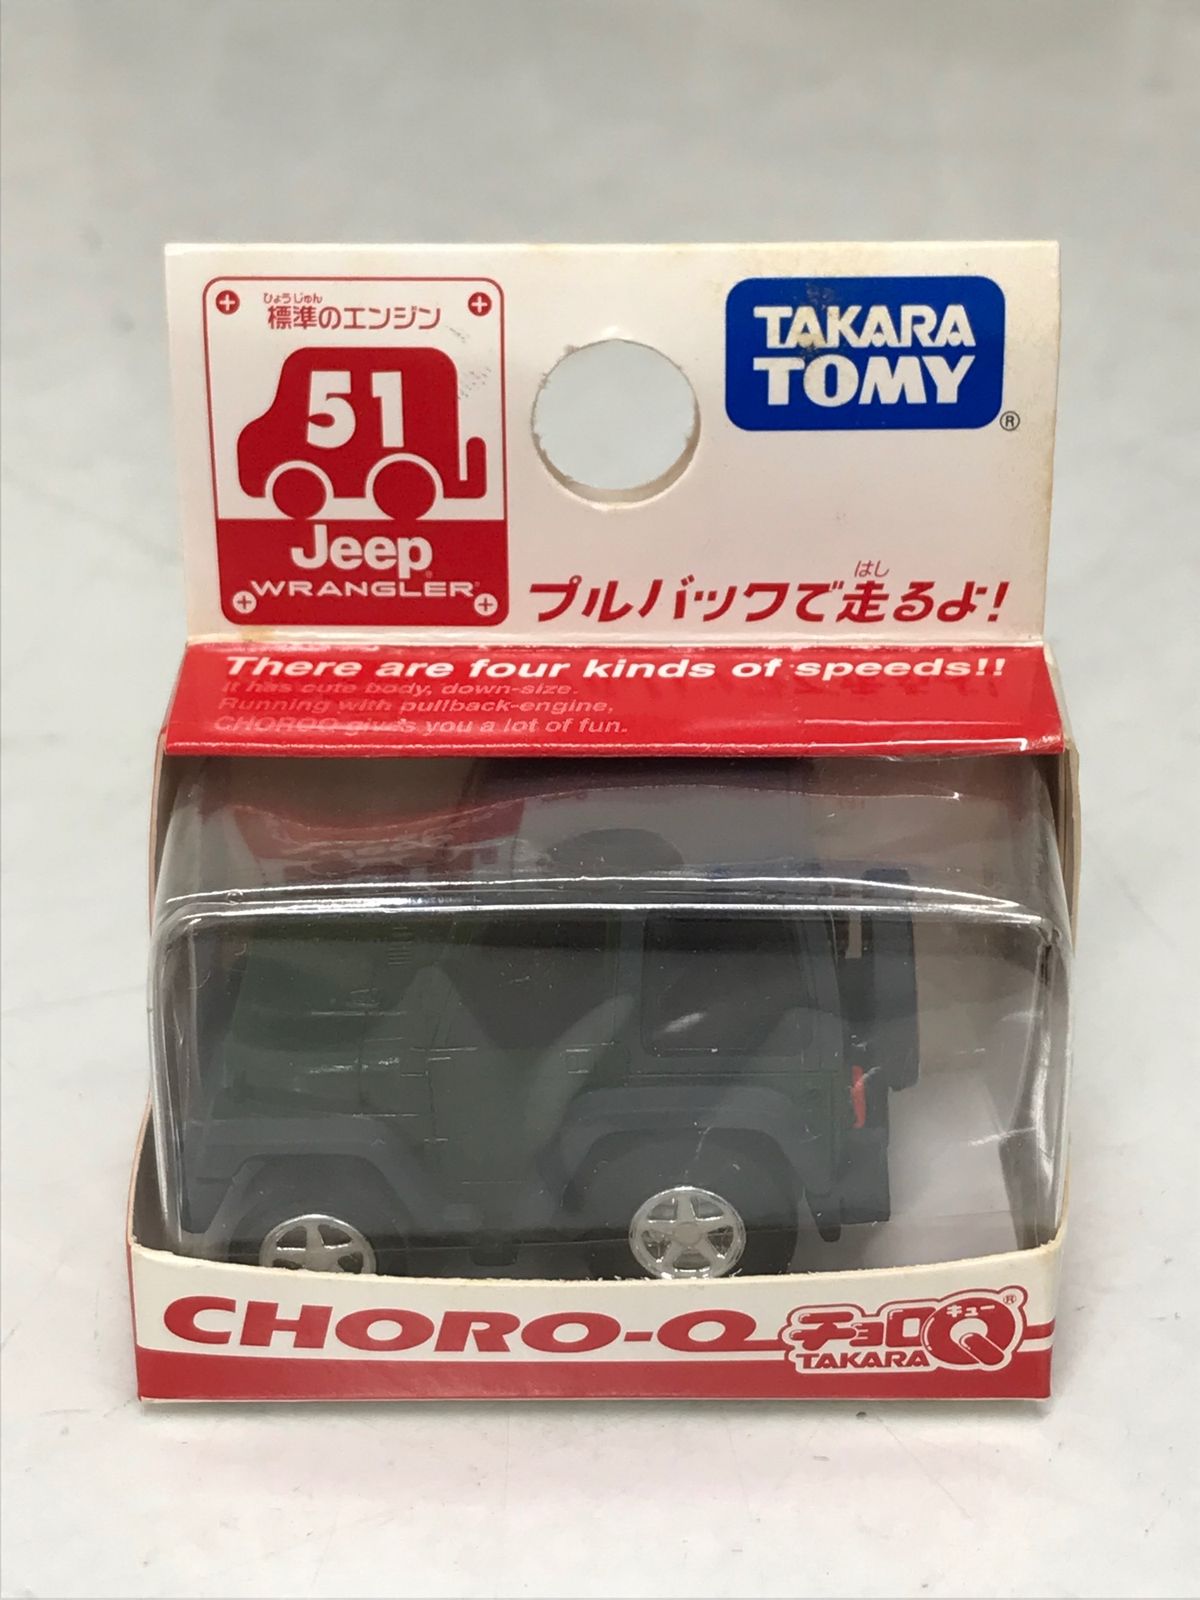 ひょうじゅん
標準のエンジン
51
Jeep®
WRANGLER®
TAKARA
TOMY®
はし
プルバックで走るよ!
There are four kinds of speeds!!
It has cute body, down-size.
Running with pullback-engine,
CHOROQ gives you a lot of fun.
CHORO-Q
チョロQ®
キュー
TAKARA